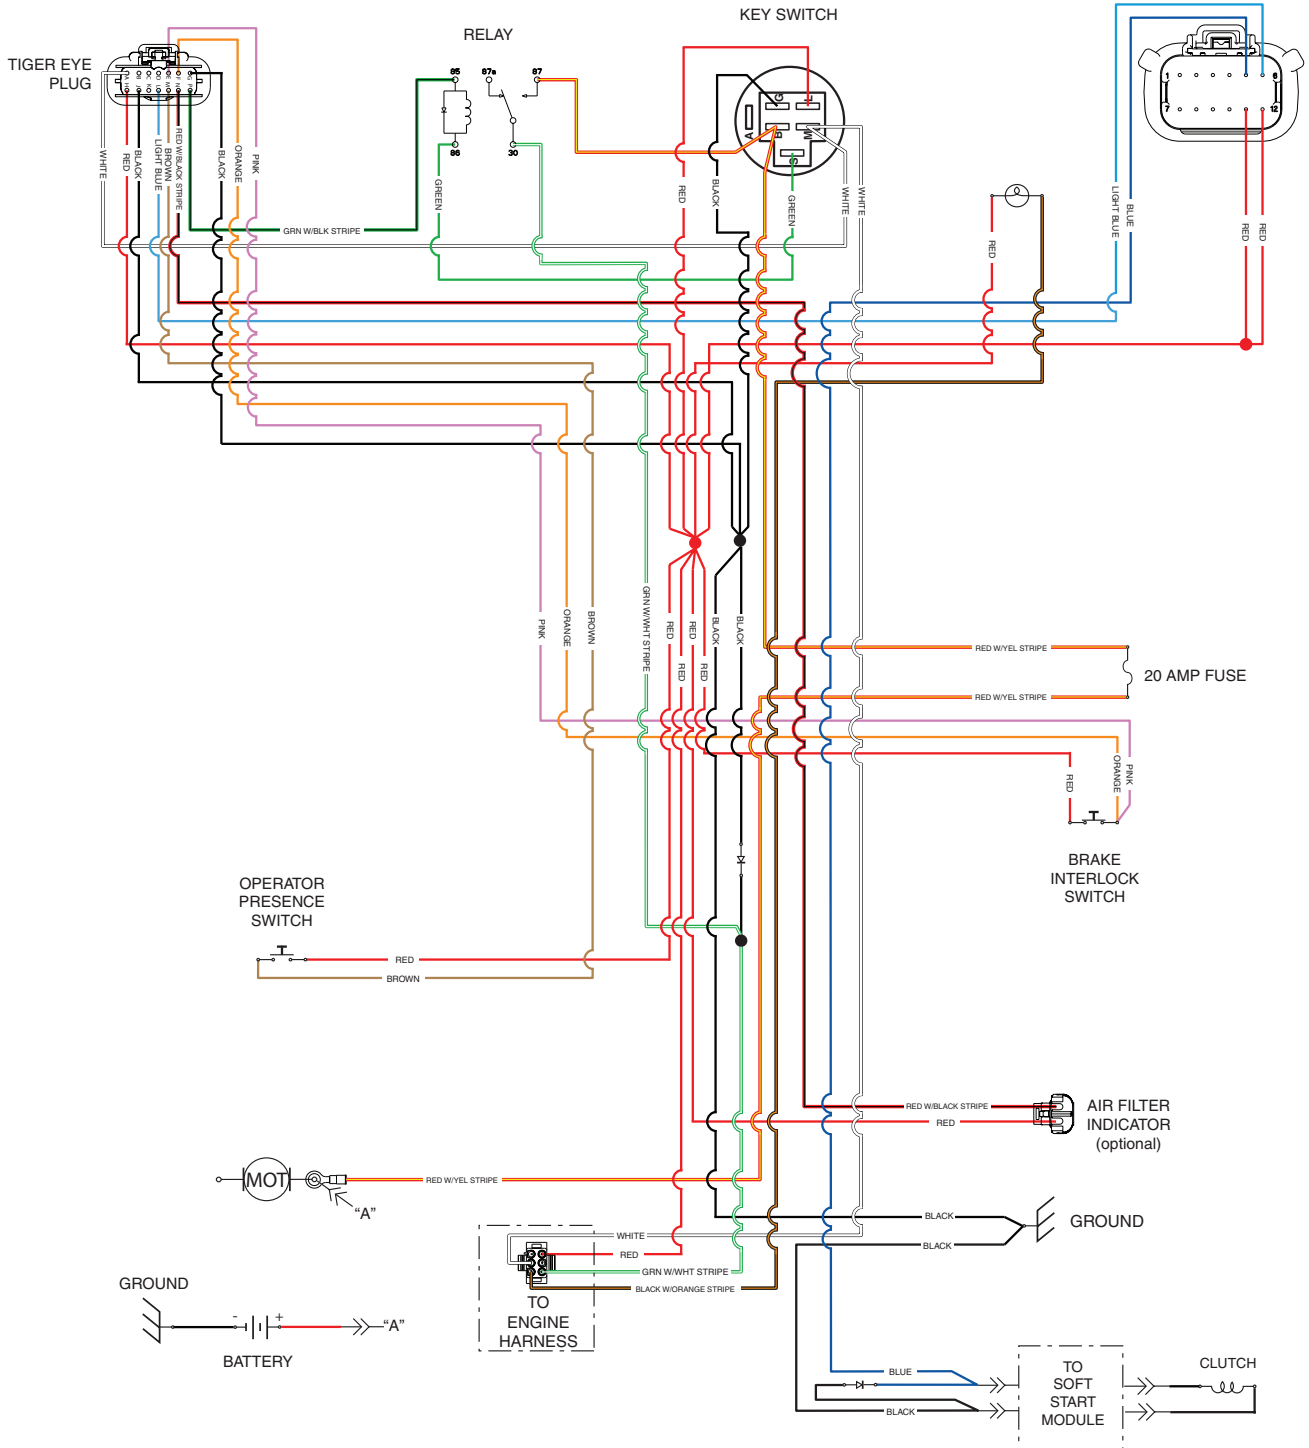 KEY SWITCH
RELAY
TIGER EYE
PLUG
85
87a
87
86
30
G
L
A
B
M
S
1
6
7
12
WHITE
RED
BLACK
LIGHT BLUE
BROWN
RED W/BLACK STRIPE
BLACK
ORANGE
PINK
GREEN
GRN W/BLK STRIPE
RED
BLACK
GREEN
WHITE
WHITE
RED
LIGHT BLUE
BLUE
RED
RED
PINK
ORANGE
BROWN
GRN W/WHT STRIPE
RED
RED
RED
RED
BLACK
BLACK
RED W/YEL STRIPE
20 AMP FUSE
RED W/YEL STRIPE
RED
ORANGE
PINK
BRAKE
INTERLOCK
SWITCH
OPERATOR
PRESENCE
SWITCH
RED
BROWN
RED W/BLACK STRIPE
RED
AIR FILTER
INDICATOR
(optional)
MOT
RED W/YEL STRIPE
"A"
BLACK
GROUND
BLACK
WHITE
RED
GRN W/WHT STRIPE
BLACK W/ORANGE STRIPE
TO
ENGINE
HARNESS
GROUND
-
+
"A"
BATTERY
BLUE
BLACK
TO
SOFT
START
MODULE
CLUTCH